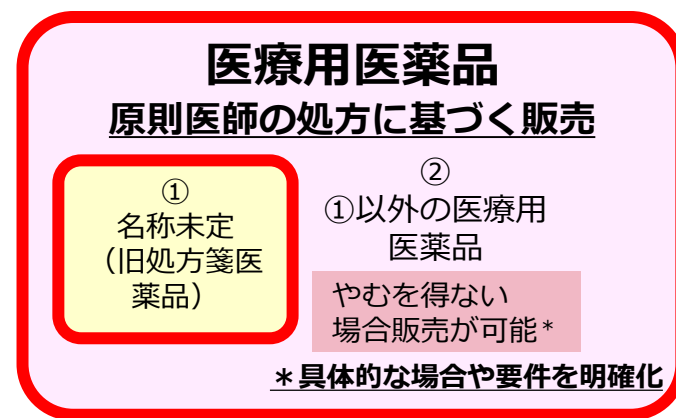 医療用医薬品
原則医師の処方に基づく販売
①
名称未定
（旧処方箋医
薬品）
②
①以外の医療用
医薬品
やむを得ない
場合販売が可能*
＊具体的な場合や要件を明確化